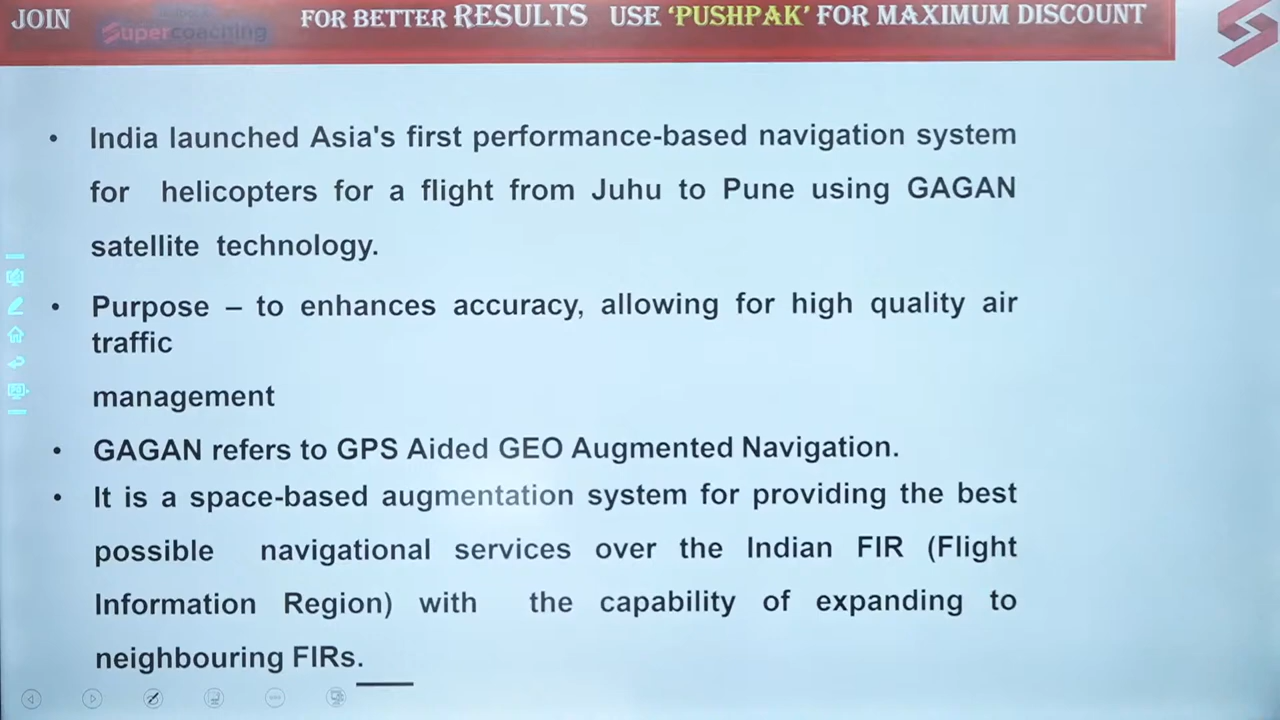 JOIN Supercoaching FOR BETTER RESULTS USE ‘PUSHPAK’ FOR MAXIMUM DISCOUNT
• India launched Asia's first performance-based navigation system
for helicopters for a flight from Juhu to Pune using GAGAN
satellite technology.
• Purpose – to enhances accuracy, allowing for high quality air
traffic
management
• GAGAN refers to GPS Aided GEO Augmented Navigation.
• It is a space-based augmentation system for providing the best
possible navigational services over the Indian FIR (Flight
Information Region) with the capability of expanding to
neighbouring FIRs.